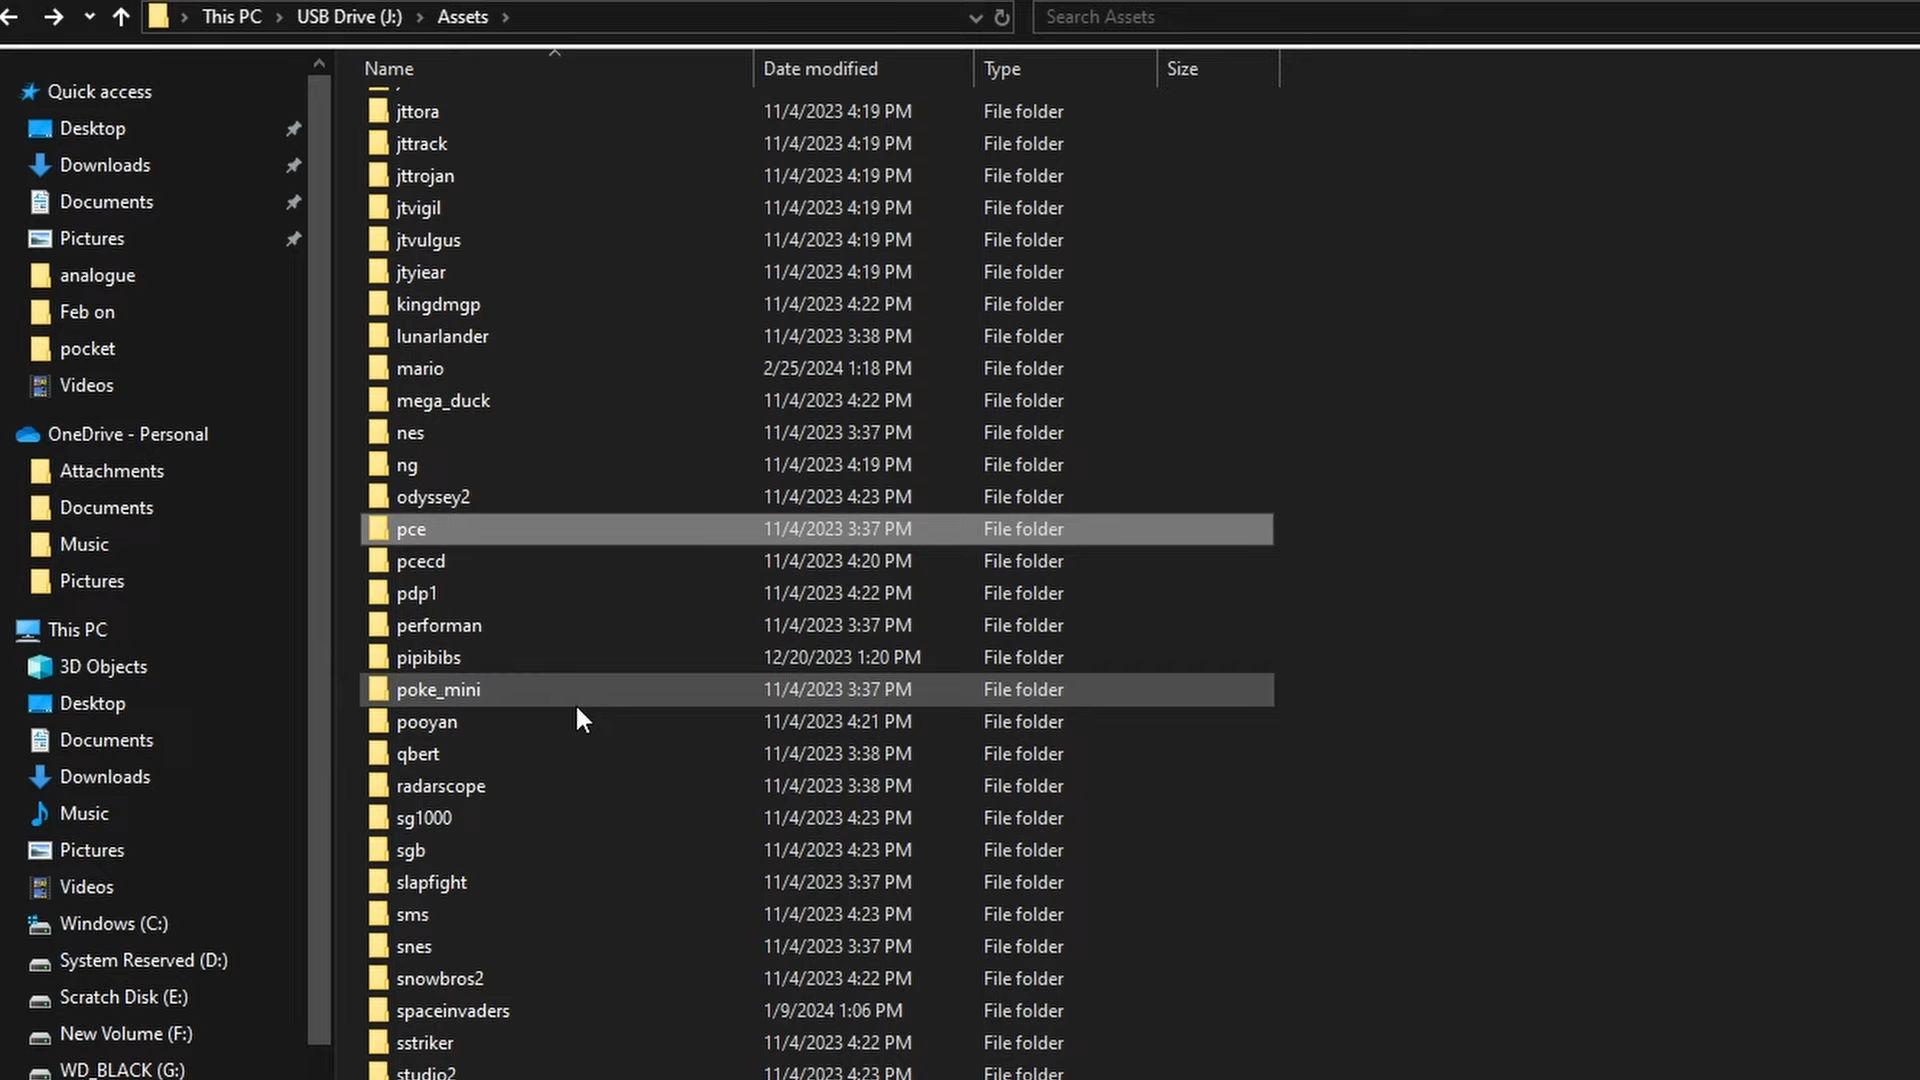 This PC > USB Drive (J:) > Assets >
Search Assets
Quick access
Desktop
Downloads
Documents
Pictures
analogue
Feb on
pocket
Videos
OneDrive - Personal
Attachments
Documents
Music
Pictures
This PC
3D Objects
Desktop
Documents
Downloads
Music
Pictures
Videos
Windows (C:)
System Reserved (D:)
Scratch Disk (E:)
New Volume (F:)
WD_BLACK (G:)
Name Date modified Type Size
jttora 11/4/2023 4:19 PM File folder
jttrack 11/4/2023 4:19 PM File folder
jttrojan 11/4/2023 4:19 PM File folder
jtvigil 11/4/2023 4:19 PM File folder
jtvulgus 11/4/2023 4:19 PM File folder
jtyiear 11/4/2023 4:19 PM File folder
kingdmgp 11/4/2023 4:22 PM File folder
lunarlander 11/4/2023 3:38 PM File folder
mario 2/25/2024 1:18 PM File folder
mega_duck 11/4/2023 4:22 PM File folder
nes 11/4/2023 3:37 PM File folder
ng 11/4/2023 4:19 PM File folder
odyssey2 11/4/2023 4:23 PM File folder
pce 11/4/2023 3:37 PM File folder
pcecd 11/4/2023 4:20 PM File folder
pdp1 11/4/2023 4:22 PM File folder
performan 11/4/2023 3:37 PM File folder
pipibibs 12/20/2023 1:20 PM File folder
poke_mini 11/4/2023 3:37 PM File folder
pooyan 11/4/2023 4:21 PM File folder
qbert 11/4/2023 3:38 PM File folder
radarscope 11/4/2023 3:38 PM File folder
sg1000 11/4/2023 4:23 PM File folder
sgb 11/4/2023 4:23 PM File folder
slapfight 11/4/2023 3:37 PM File folder
sms 11/4/2023 4:23 PM File folder
snes 11/4/2023 3:37 PM File folder
snowbros2 11/4/2023 4:22 PM File folder
spaceinvaders 1/9/2024 1:06 PM File folder
sstriker 11/4/2023 4:22 PM File folder
studio2 11/4/2023 4:23 PM File folder